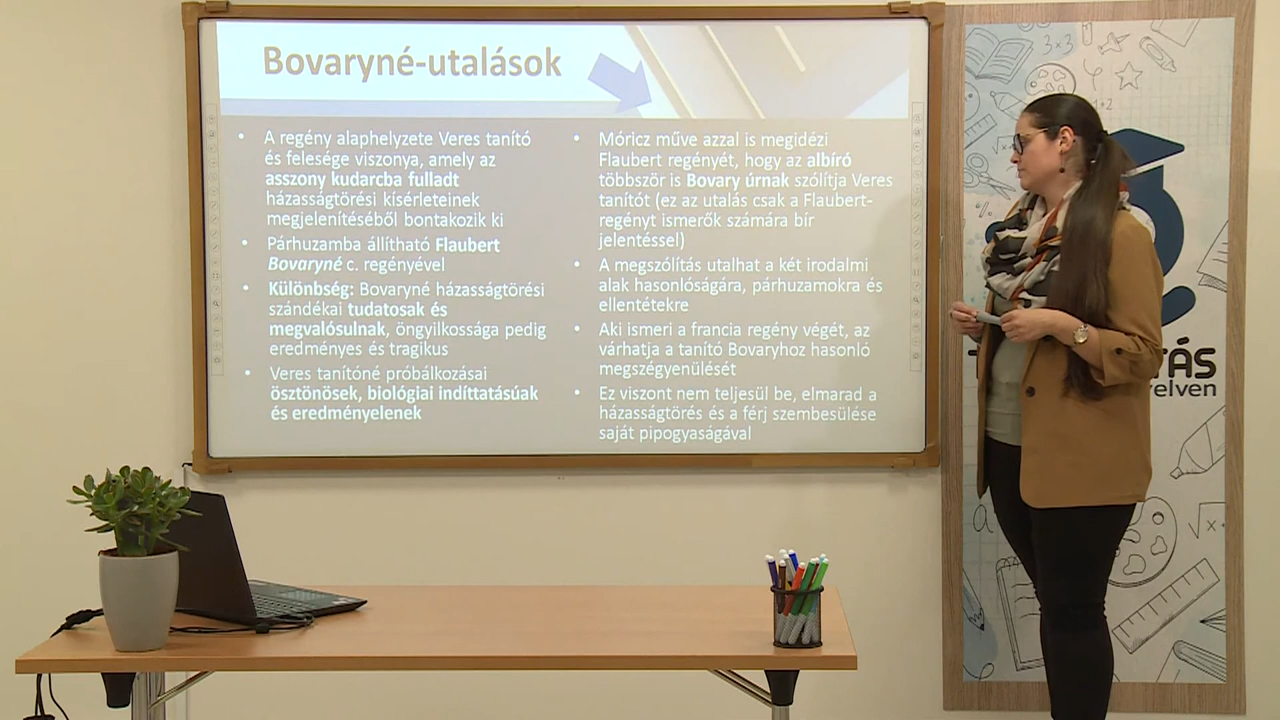 Bovaryné-utalások
• A regény alaphelyzete Veres tanító
és felesége viszonya, amely az
asszony kudarcba fulladt
házasságtörési kísérleteinek
megjelenítéséből bontakozik ki
• Párhuzamba állítható Flaubert
Bovaryné c. regényével
• Különbség: Bovaryné házasságtörési
szándékai tudatosak és
megvalósulnak, öngyilkossága pedig
eredményes és tragikus
• Veres tanítóné próbálkozásai
ösztönösek, biológiai indíttatásúak
és eredményelenek
• Móricz műve azzal is megidézi
Flaubert regényét, hogy az albíró
többször is Bovary úrnak szólítja Veres
tanítót (ez az utalás csak a Flaubert-
regényt ismerők számára bír
jelentéssel!)
• A megszólítás utalhat a két irodalmi
alak hasonlóságára, párhuzamokra és
ellentétekre
• Aki ismeri a francia regény végét, az
várhatja a tanító Bovaryhoz hasonló
megszégyenülését
• Ez viszont nem teljesül be, elmarad a
házasságtörés és a férj szembesülése
saját pipogyaságával
3×3
TÁS
elven
a
√x